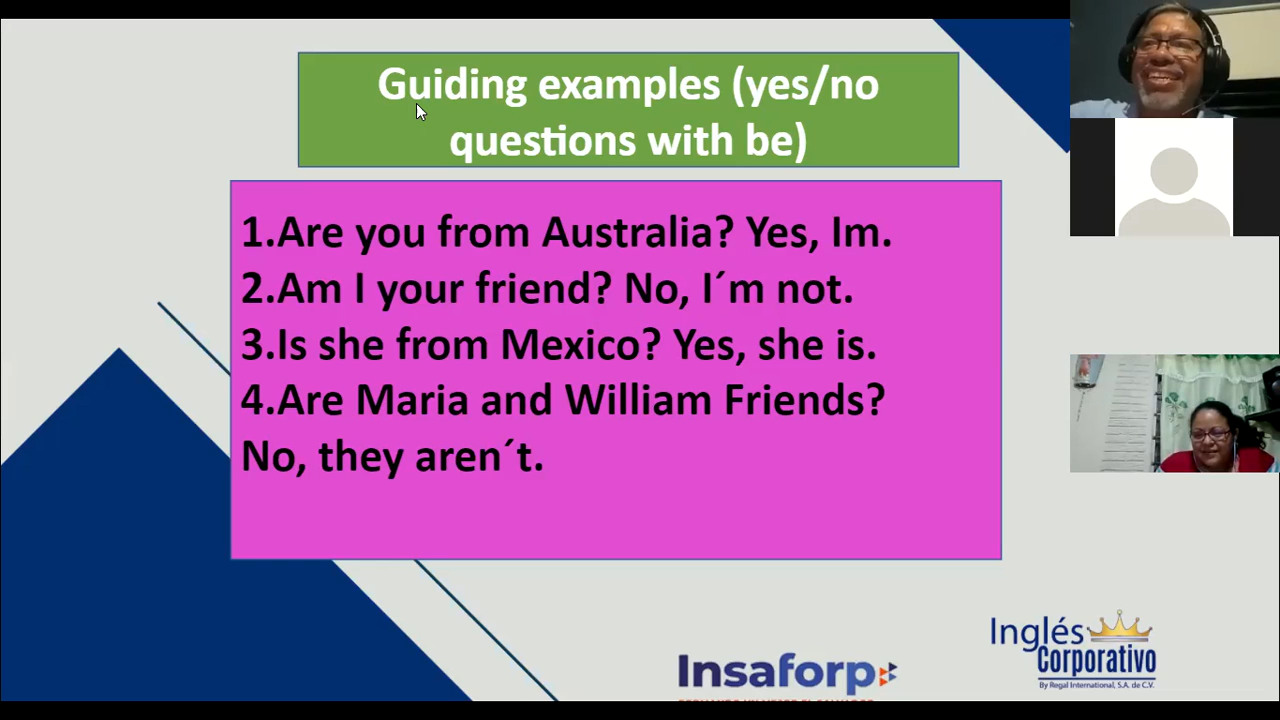 Guiding examples (yes/no
questions with be)
1.Are you from Australia? Yes, Im.
2.Am I your friend? No, I´m not.
3.Is she from Mexico? Yes, she is.
4.Are Maria and William Friends?
No, they aren´t.
Inglés
Corporativo
By Regal International, S.A. de C.V.
Insaforp